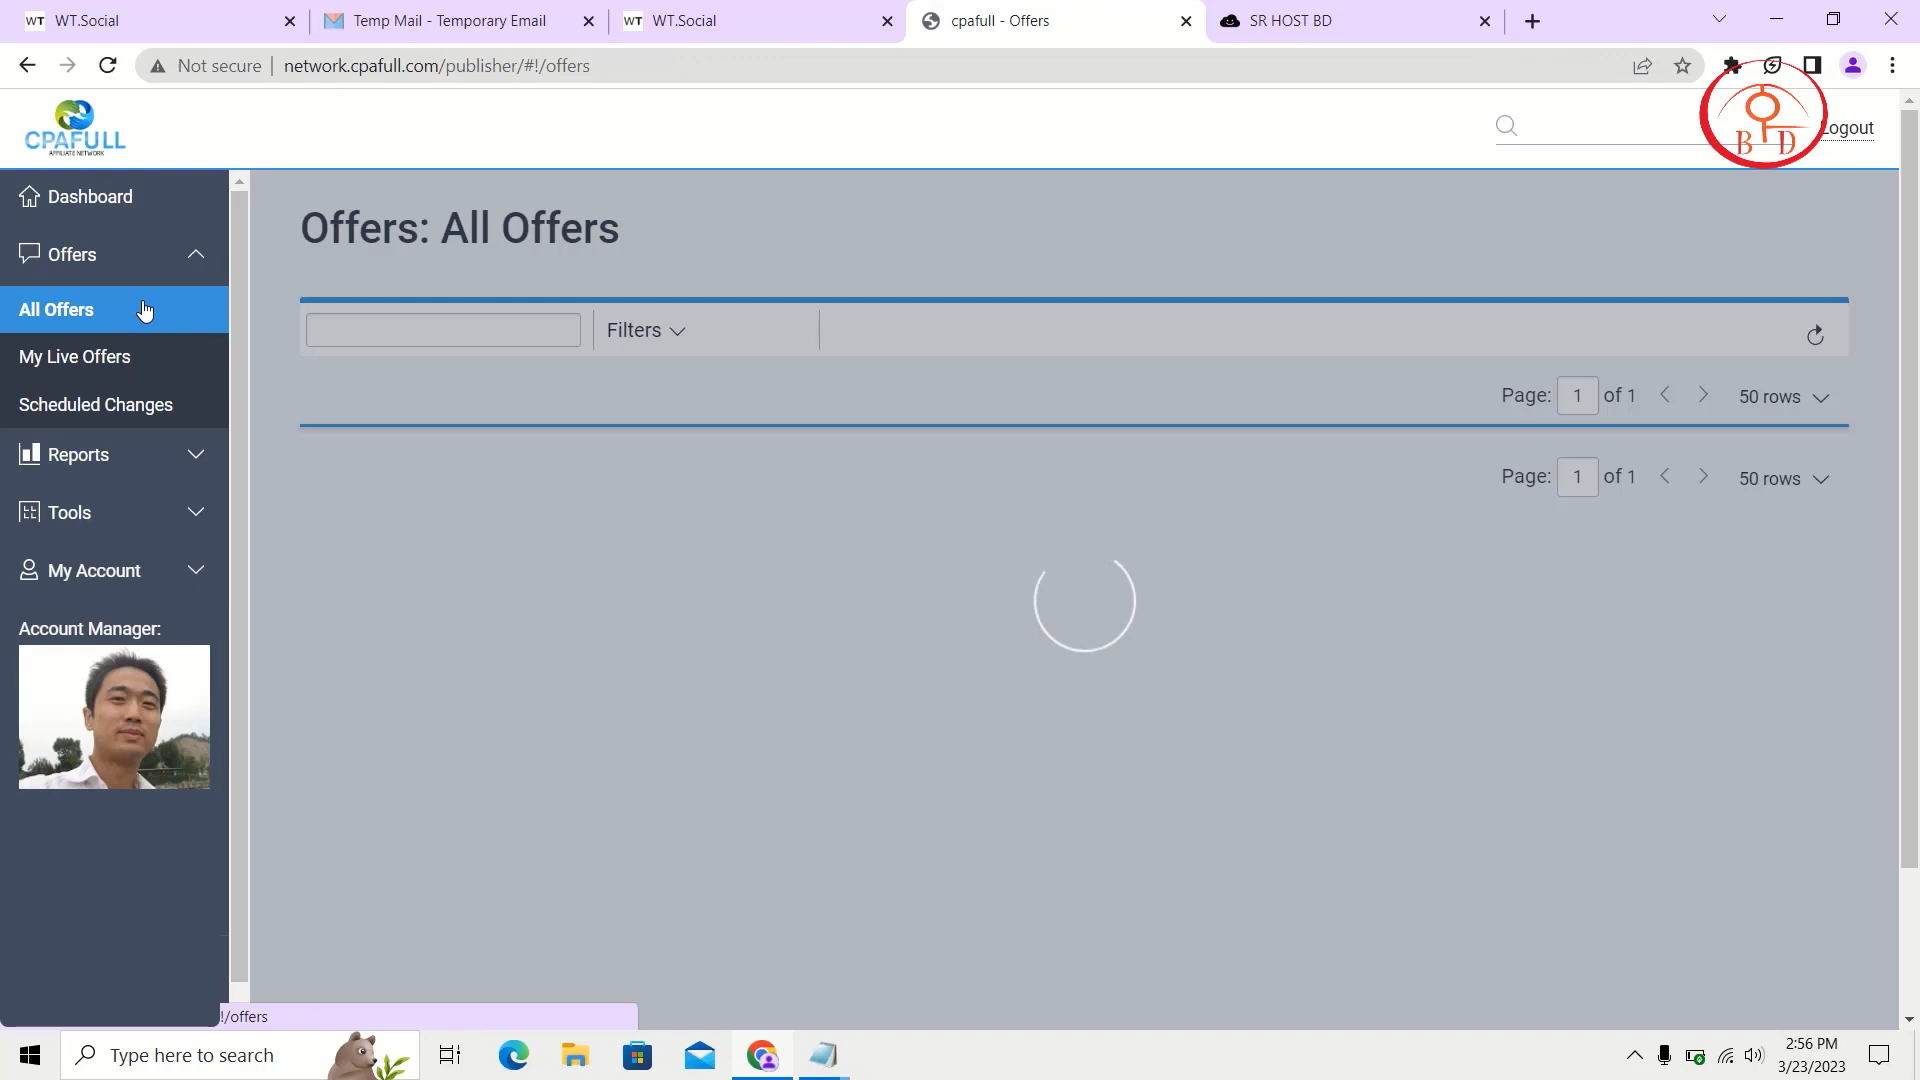 WT WT.Social
Temp Mail - Temporary Email
WT WT.Social
cpafull - Offers
SR HOST BD
Not secure
network.cpafull.com/publisher/#!/offers
CPAFULL
AFFILIATE NETWORK
B D
Logout
Dashboard
Offers
All Offers
My Live Offers
Scheduled Changes
Reports
Tools
My Account
Account Manager:
Offers: All Offers
Filters
Page: 1 of 1
50 rows
Page: 1 of 1
50 rows
!/offers
Type here to search
2:56 PM
3/23/2023